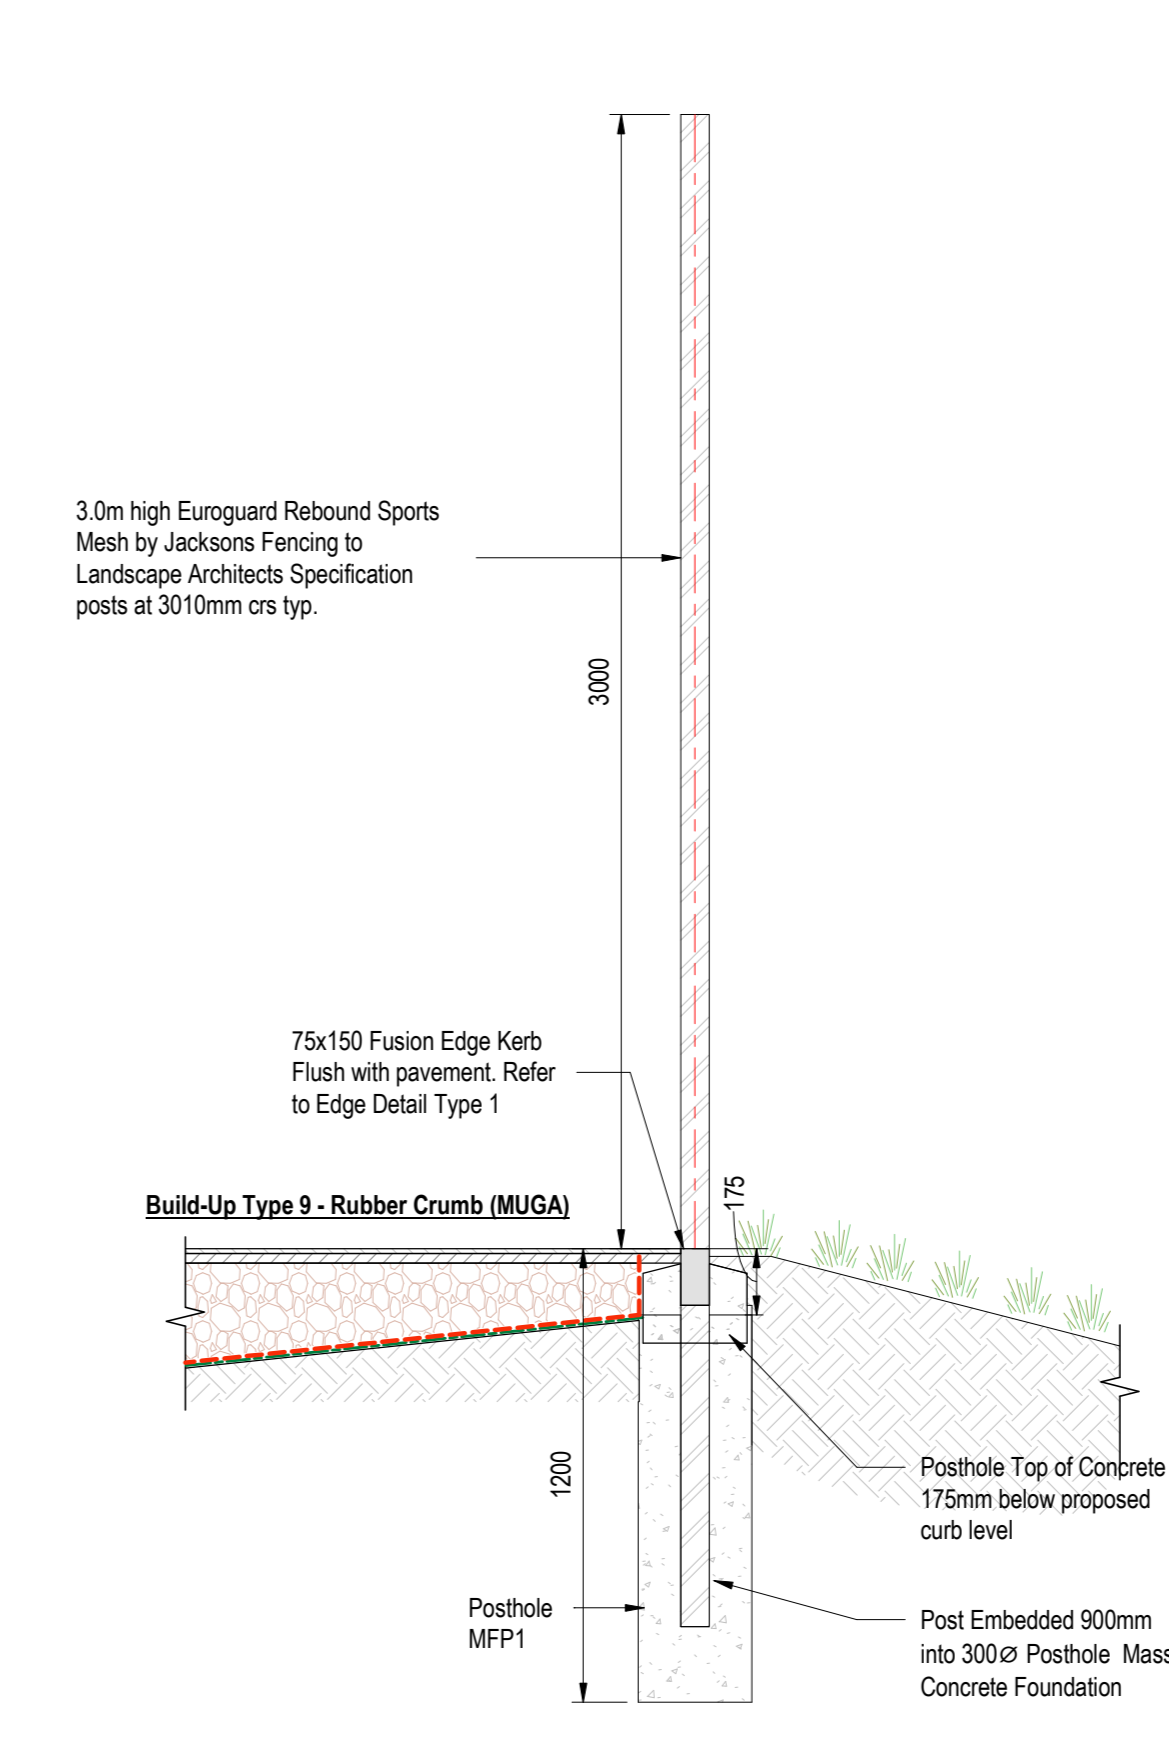 3.0m high Euroguard Rebound Sports
Mesh by Jacksons Fencing to
Landscape Architects Specification
posts at 3010mm crs typ.
3000
75x150 Fusion Edge Kerb
Flush with pavement. Refer
to Edge Detail Type 1
175
Build-Up Type 9 - Rubber Crumb (MUGA)
1200
Posthole Top of Concrete
175mm below proposed
curb level
Posthole
MFP1
Post Embedded 900mm
into 300∅ Posthole Mass
Concrete Foundation